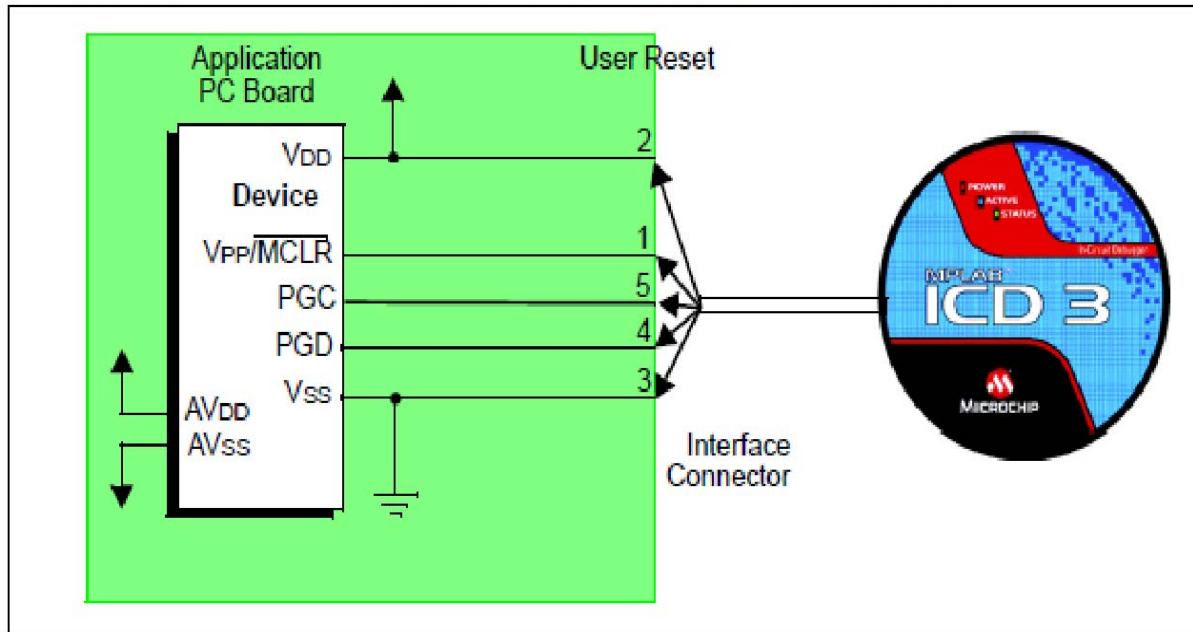 Application
PC Board
User Reset
VDD
2
Device
VPP/MCLR
1
PGC
5
PGD
4
VSS
3
AVDD
AVSS
Interface
Connector
POWER
ACTIVE
STATUS
In-Circuit Debugger
MPLAB
ICD 3
MICROCHIP